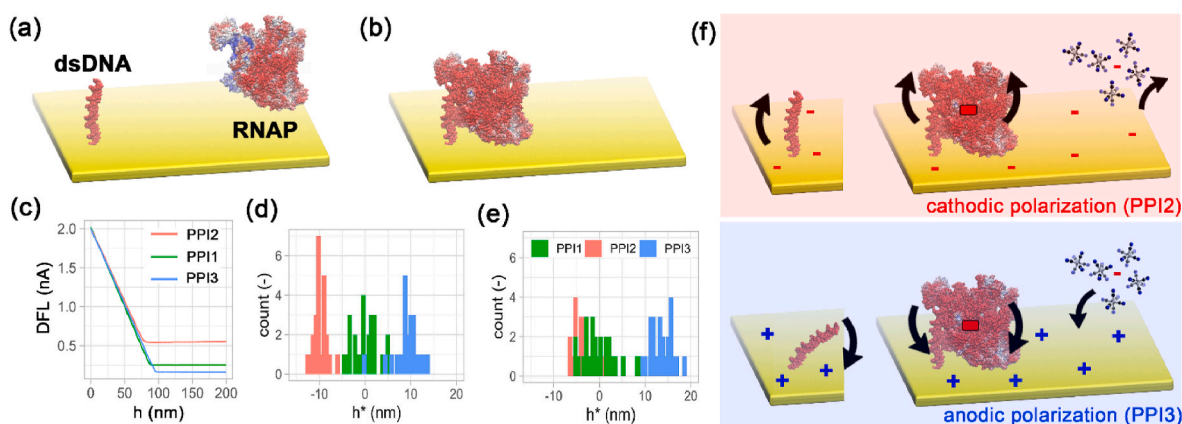 (a)
dsDNA
RNAP
(b)
(c)
DFL (nA)
2.0
1.5
1.0
0.5
PPI2
PPI1
PPI3
0 50 100 150 200
h (nm)
(d)
count (-)
6
4
2
0
-10 0 10 20
h* (nm)
(e)
PPI1 PPI2 PPI3
count (-)
6
4
2
0
-10 0 10 20
h* (nm)
(f)
-
- - -
- - - - -
cathodic polarization (PPI2)
-
+ + +
+ + + +
anodic polarization (PPI3)